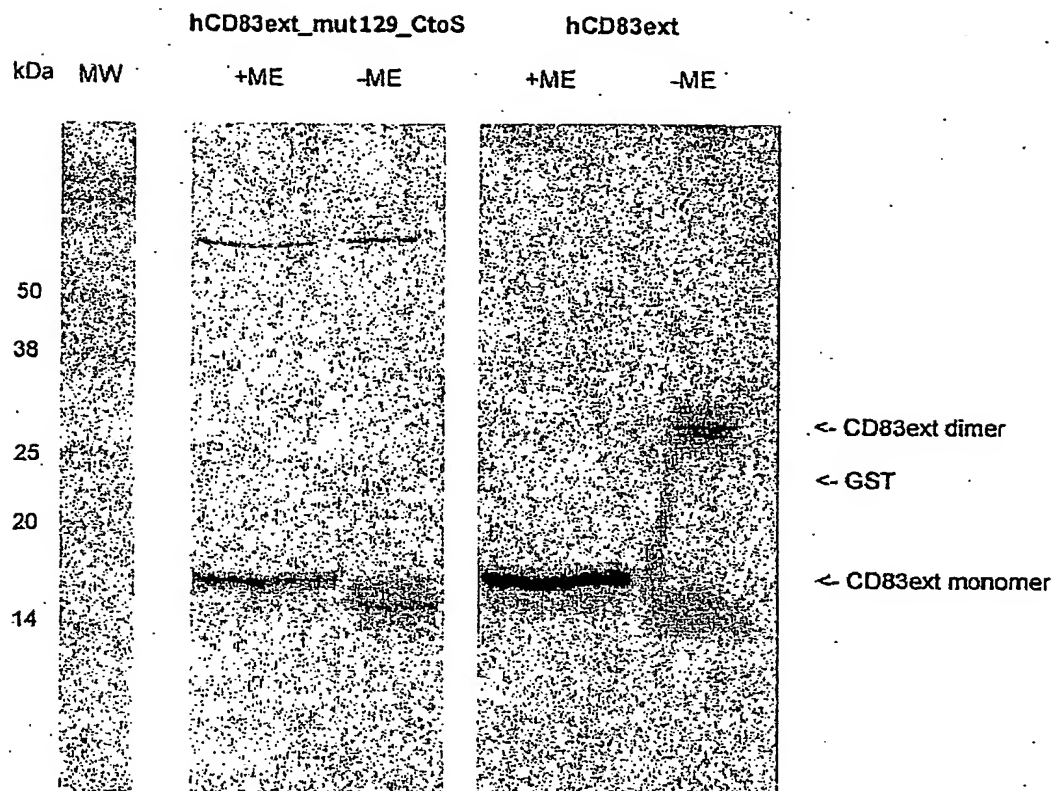 hCD83ext_mut129_CtoS hCD83ext
kDa MW +ME -ME +ME -ME
50
38
<- CD83ext dimer
25
<- GST
20
<- CD83ext monomer
14